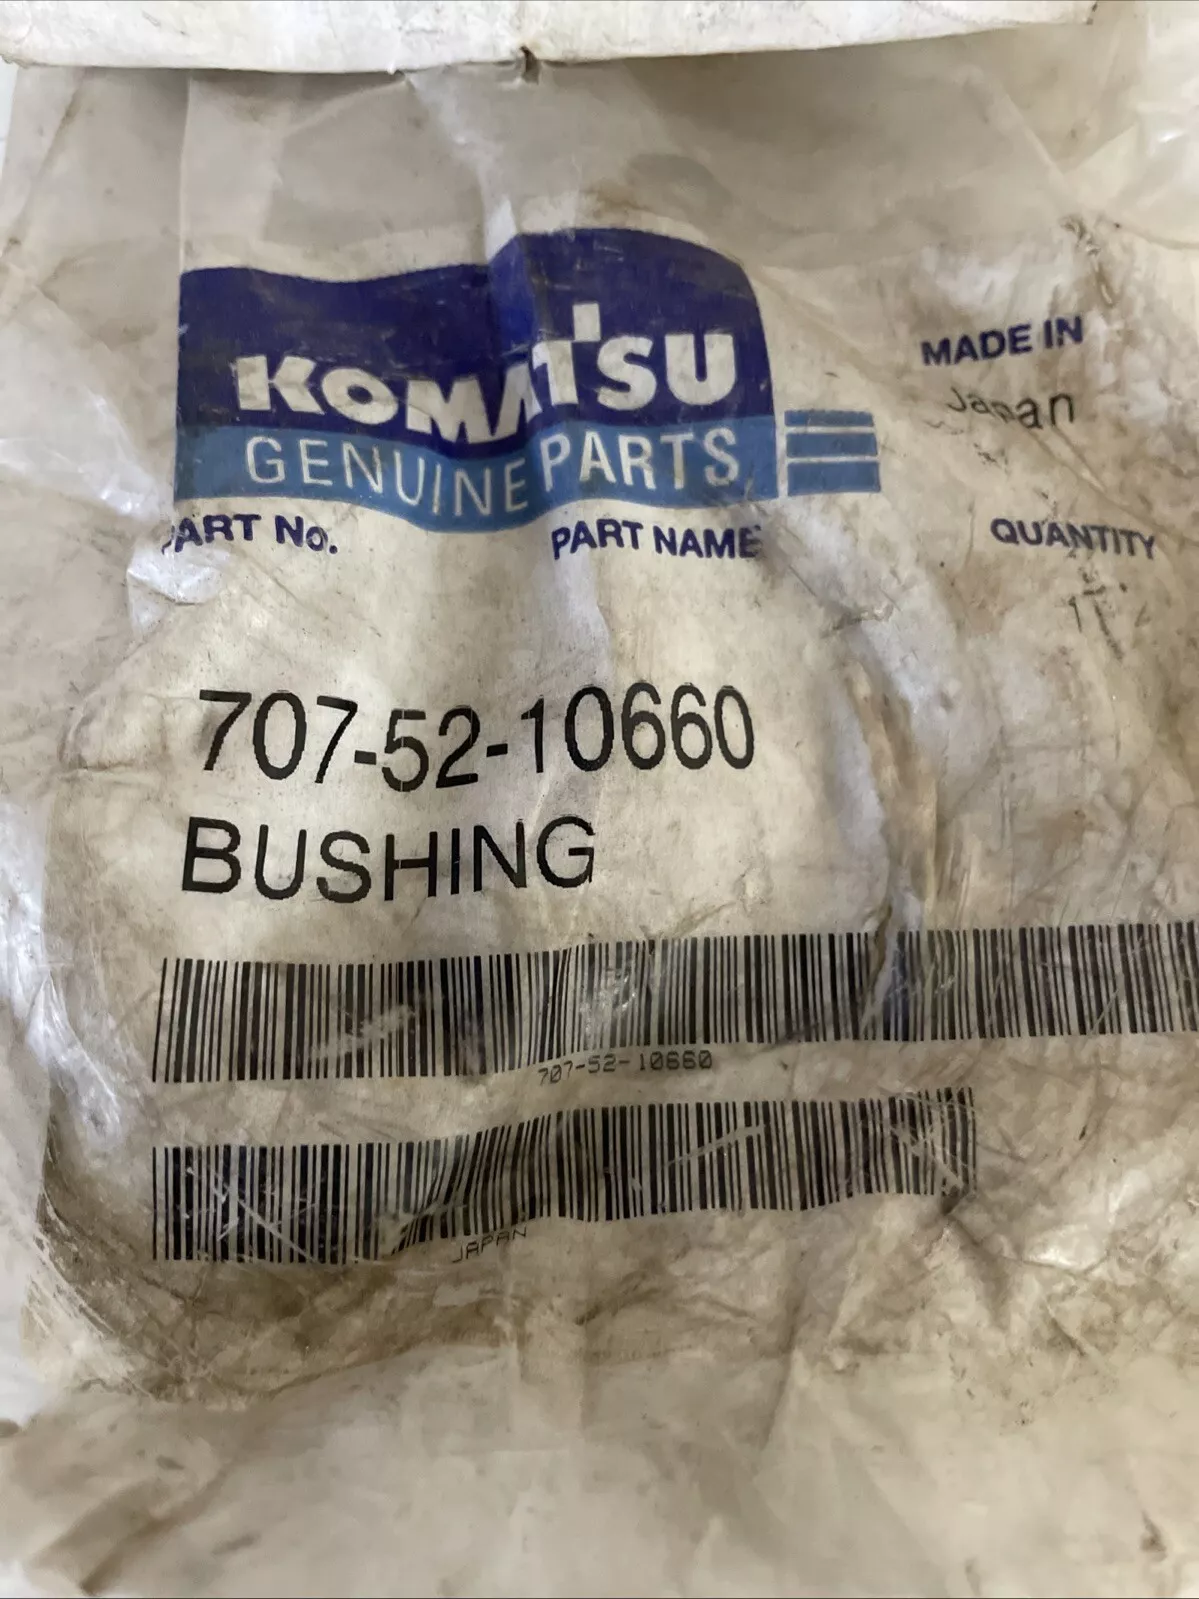 KOMATSU
GENUINE PARTS
MADE IN
Japan
PART No.
PART NAME
QUANTITY
707-52-10660
BUSHING
707-52-10660
JAPAN